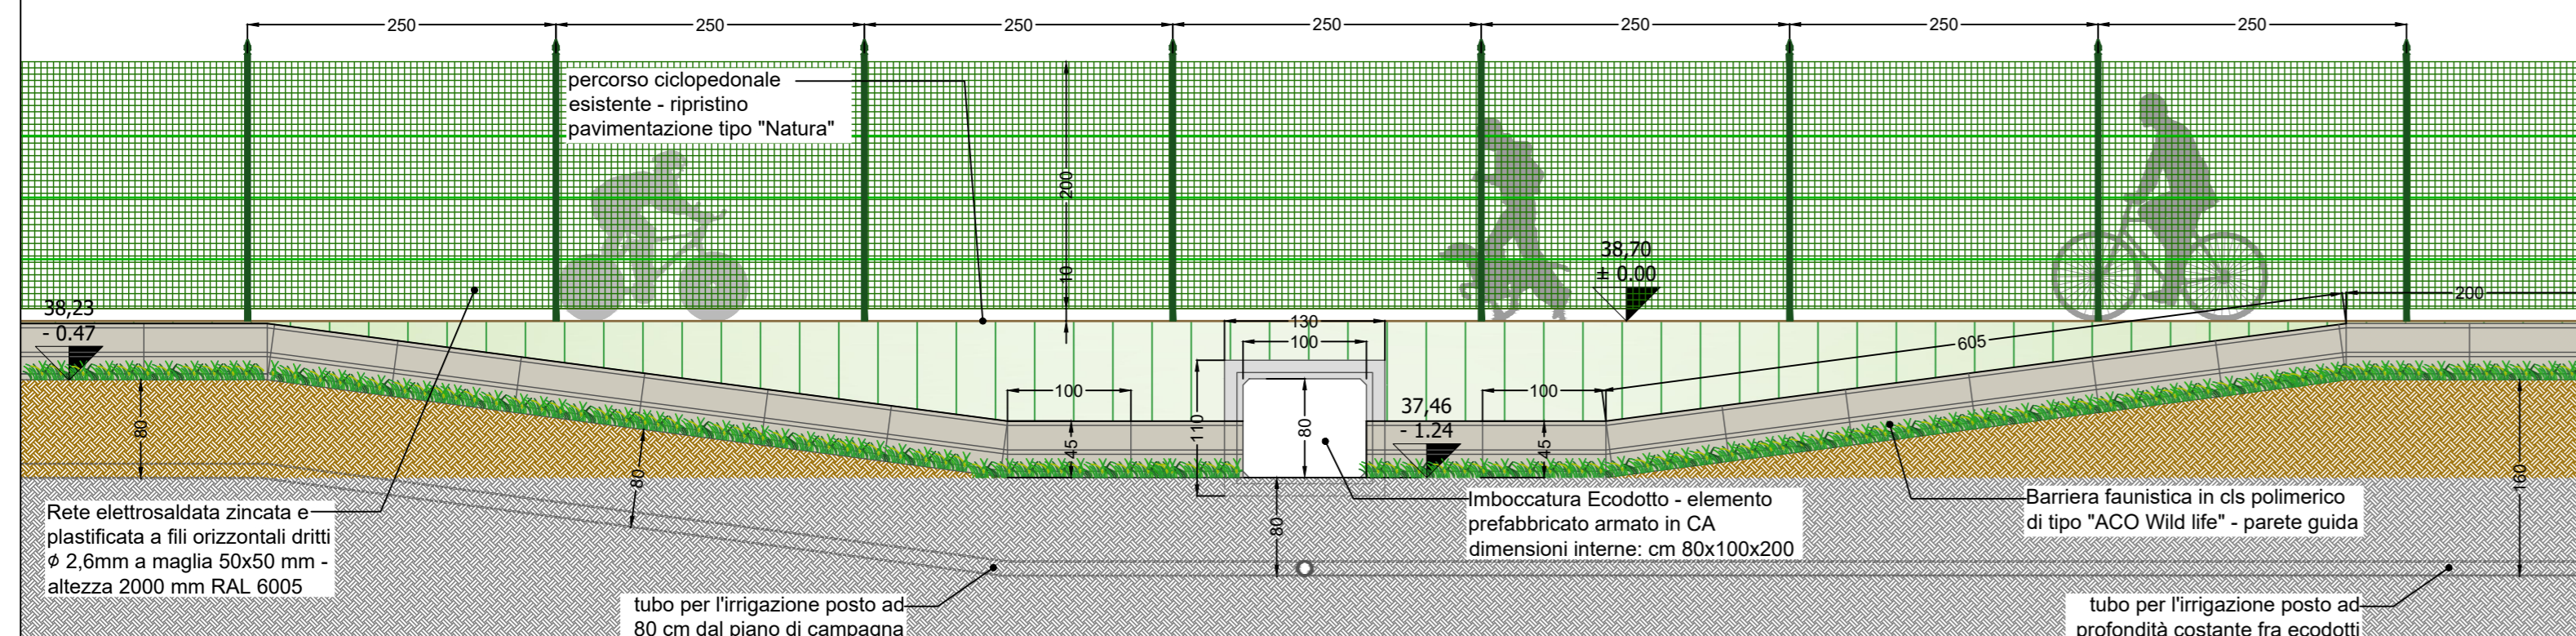 250 250 250 250 250 250 250
percorso ciclopedonale
esistente - ripristino
pavimentazione tipo "Natura"
200
10
38,70
± 0.00
38,23
- 0.47
200
130
100
605
100
100
37,46
- 1.24
110
80
45
45
80
80
80
160
Rete elettrosaldata zincata e
plastificata a fili orizzontali dritti
ϕ 2,6mm a maglia 50x50 mm -
altezza 2000 mm RAL 6005
Imboccatura Ecodotto - elemento
prefabbricato armato in CA
dimensioni interne: cm 80x100x200
Barriera faunistica in cls polimerico
di tipo "ACO Wild life" - parete guida
tubo per l'irrigazione posto ad
80 cm dal piano di campagna
tubo per l'irrigazione posto ad
profondità costante fra ecodotti